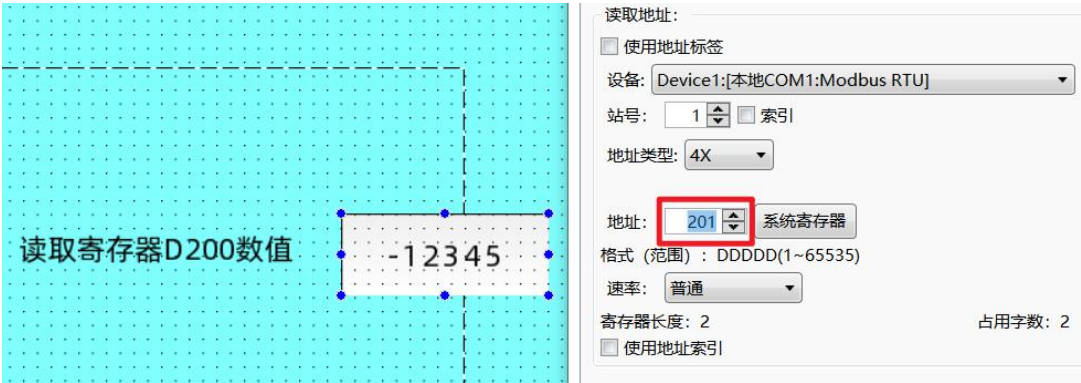 读取地址：
使用地址标签
设备: Device1:[本地COM1:Modbus RTU]
站号： 1 索引
地址类型: 4X
读取寄存器D200数值 -12345
地址： 201 系统寄存器
格式（范围）: DDDDD(1~65535)
速率： 普通
寄存器长度：2 占用字数：2
使用地址索引